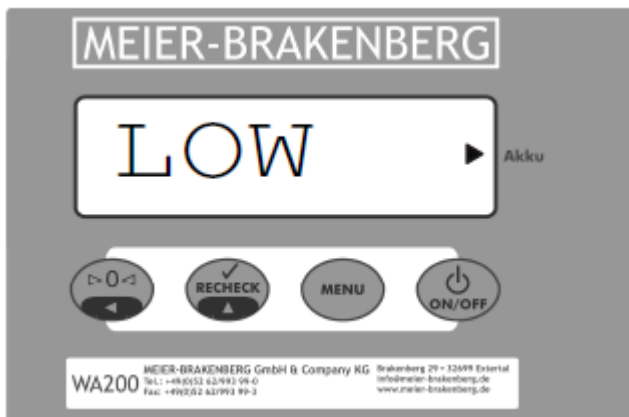 MEIER-BRAKENBERG
LOW
Akku
0
RECHECK
MENU
ON/OFF
WA200
MEIER-BRAKENBERG GmbH & Company KG
Tel.: +49(0)52 62/993 99-0
Fax: +49(0)52 62/993 99-3
Brakenberg 29 • 32699 Extertal
info@meier-brakenberg.de
www.meier-brakenberg.de